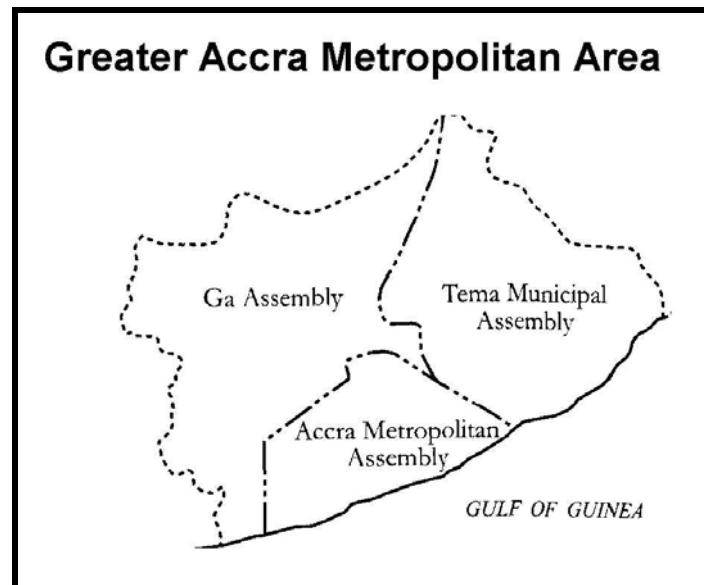 Greater Accra Metropolitan Area
Ga Assembly
Tema Municipal
Assembly
Accra Metropolitan
Assembly
GULF OF GUINEA